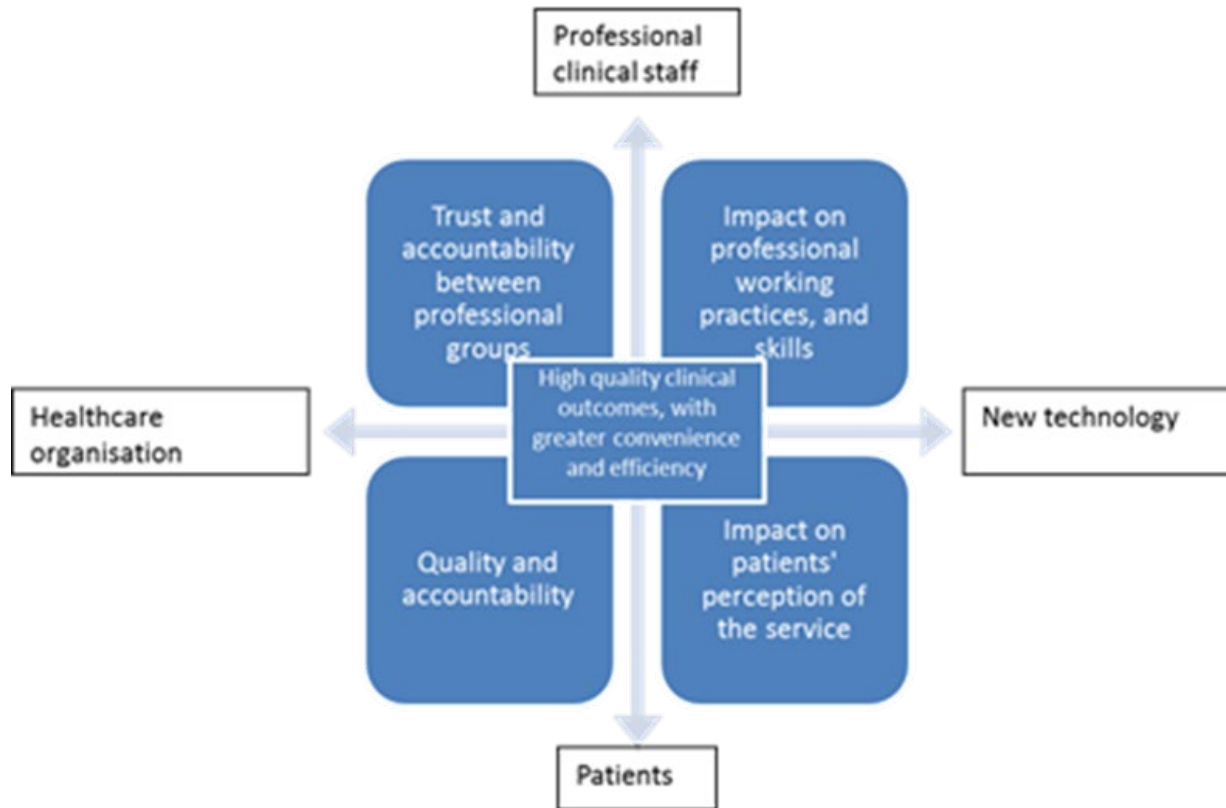 Professional
clinical staff
Trust and
accountability
between
professional
groups
Impact on
professional
working
practices, and
skills
High quality clinical
outcomes, with
greater convenience
and efficiency
Healthcare
organisation
New technology
Quality and
accountability
Impact on
patients'
perception of
the service
Patients